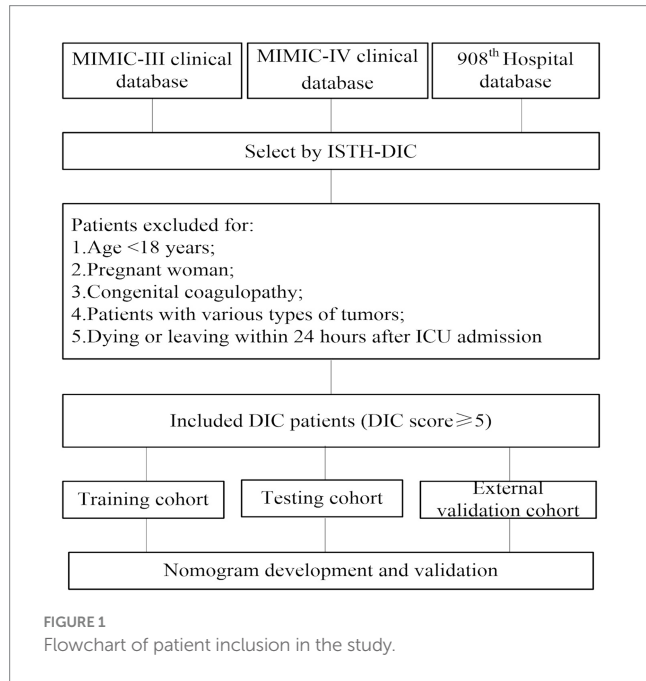 MIMIC-III clinical
database
MIMIC-IV clinical
database
908th Hospital
database
Select by ISTH-DIC
Patients excluded for:
1.Age <18 years;
2.Pregnant woman;
3.Congenital coagulopathy;
4.Patients with various types of tumors;
5.Dying or leaving within 24 hours after ICU admission
Included DIC patients (DIC score≥5)
Training cohort
Testing cohort
External
validation cohort
Nomogram development and validation
FIGURE 1
Flowchart of patient inclusion in the study.